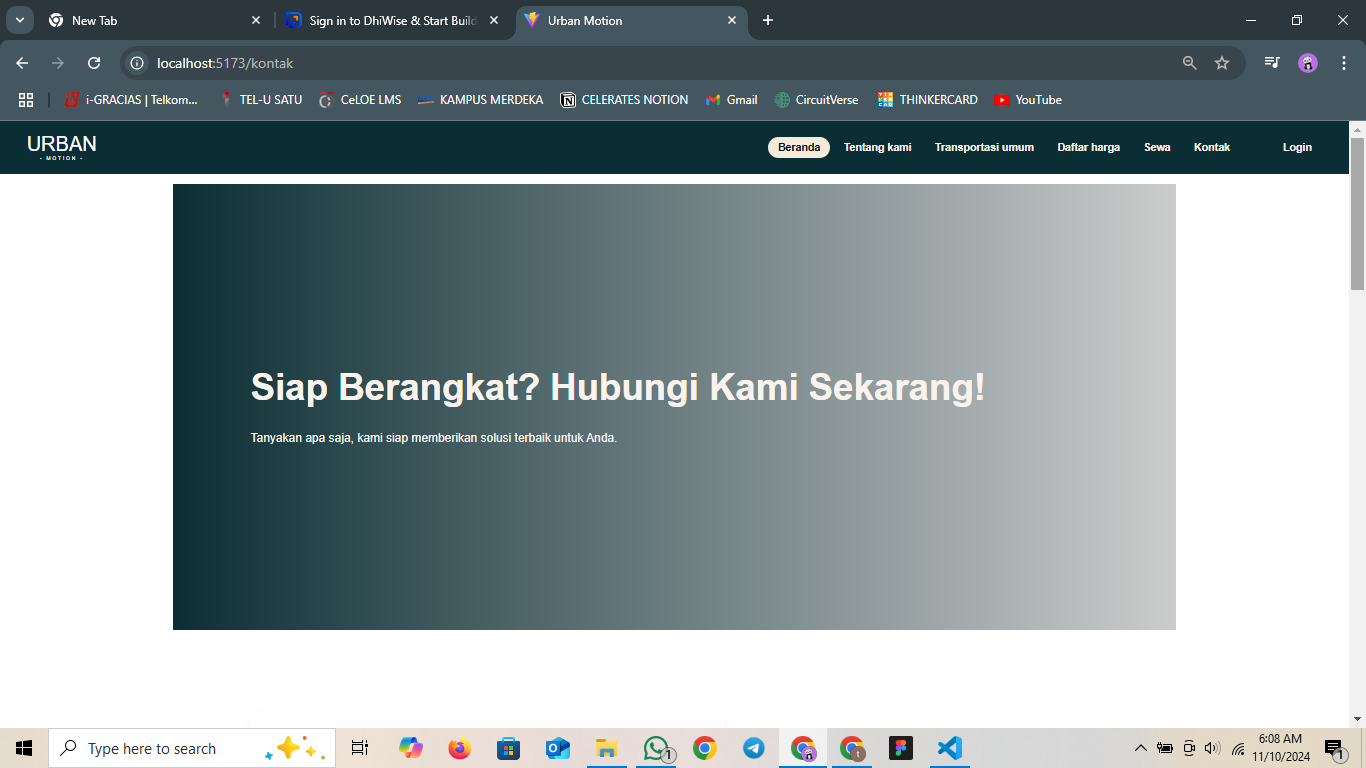 New Tab
Sign in to DhiWise & Start Build
Urban Motion
localhost:5173/kontak
i-GRACIAS | Telkom...
TEL-U SATU
CeLOE LMS
KAMPUS MERDEKA
CELERATES NOTION
Gmail
CircuitVerse
THINKERCARD
YouTube
URBAN
- MOTION -
Beranda
Tentang kami
Transportasi umum
Daftar harga
Sewa
Kontak
Login
Siap Berangkat? Hubungi Kami Sekarang!
Tanyakan apa saja, kami siap memberikan solusi terbaik untuk Anda.
Type here to search
1
t
6:08 AM
11/10/2024
1